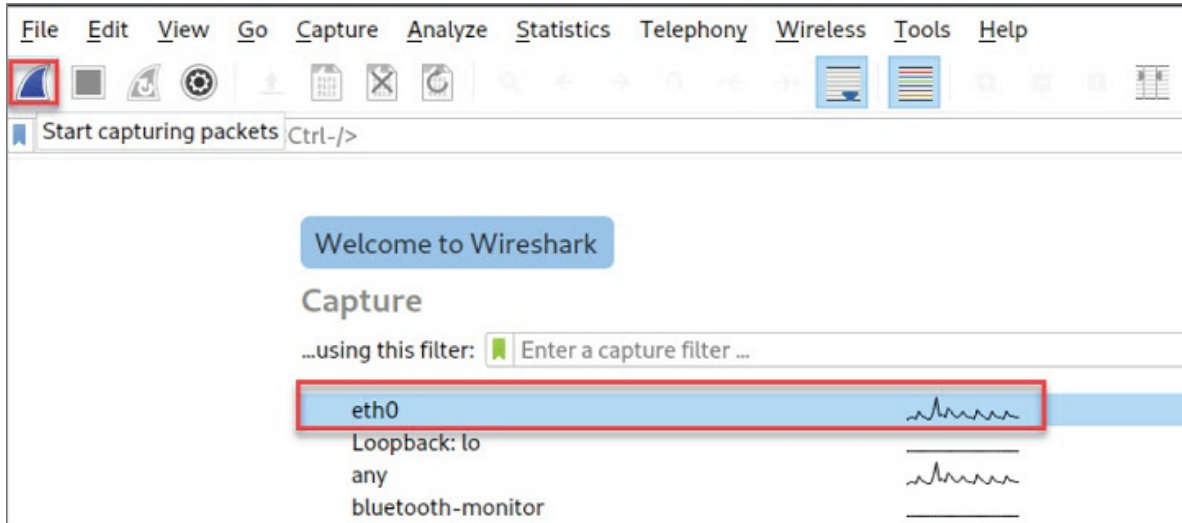 File Edit View Go Capture Analyze Statistics Telephony Wireless Tools Help
Start capturing packets Ctrl-/>
Welcome to Wireshark
Capture
...using this filter: Enter a capture filter ...
eth0
Loopback: lo
any
bluetooth-monitor